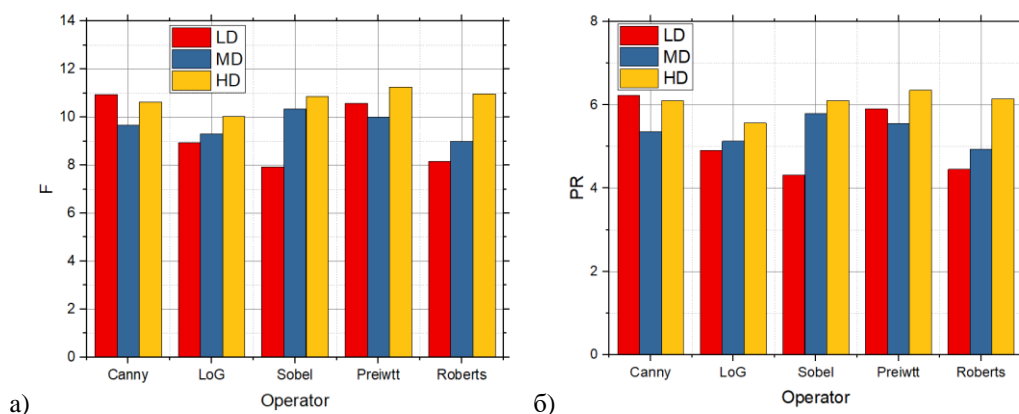 14
12
10
8
6
4
2
0
F
LD
MD
HD
Canny
LoG
Sobel
Preiwtt
Roberts
Operator
a)
8
6
4
2
0
PR
LD
MD
HD
Canny
LoG
Sobel
Preiwtt
Roberts
Operator
б)